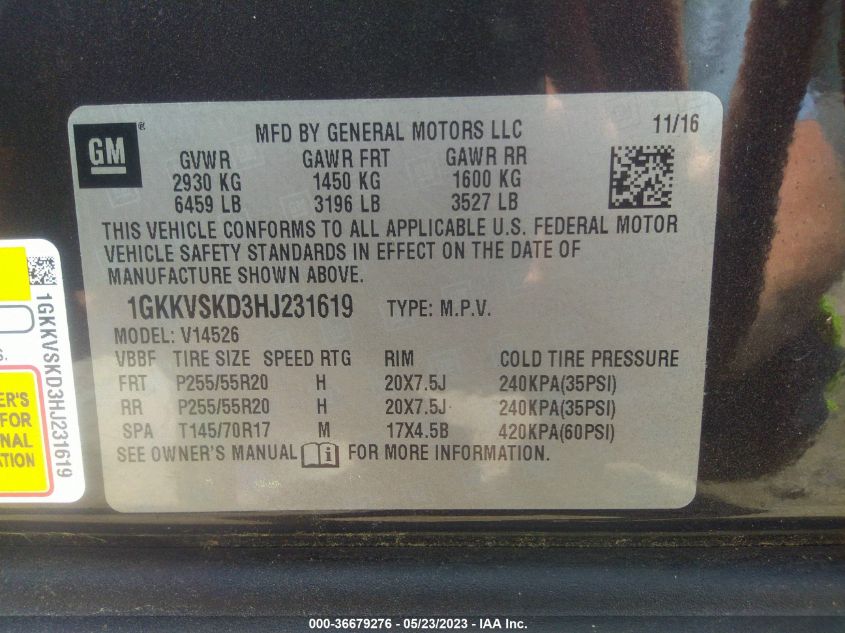 GM ®
MFD BY GENERAL MOTORS LLC 11/16
GVWR GAWR FRT GAWR RR
2930 KG 1450 KG 1600 KG
6459 LB 3196 LB 3527 LB
THIS VEHICLE CONFORMS TO ALL APPLICABLE U.S. FEDERAL MOTOR
VEHICLE SAFETY STANDARDS IN EFFECT ON THE DATE OF
MANUFACTURE SHOWN ABOVE.
1GKKVSKD3HJ231619 TYPE: M.P.V.
MODEL: V14526
VBBF TIRE SIZE SPEED RTG RIM COLD TIRE PRESSURE
FRT P255/55R20 H 20X7.5J 240KPA(35PSI)
RR P255/55R20 H 20X7.5J 240KPA(35PSI)
SPA T145/70R17 M 17X4.5B 420KPA(60PSI)
SEE OWNER'S MANUAL i FOR MORE INFORMATION.
1GKKVSKD3HJ231619
ER'S
FOR
NAL
ATION
000-36679276 - 05/23/2023 - IAA Inc.